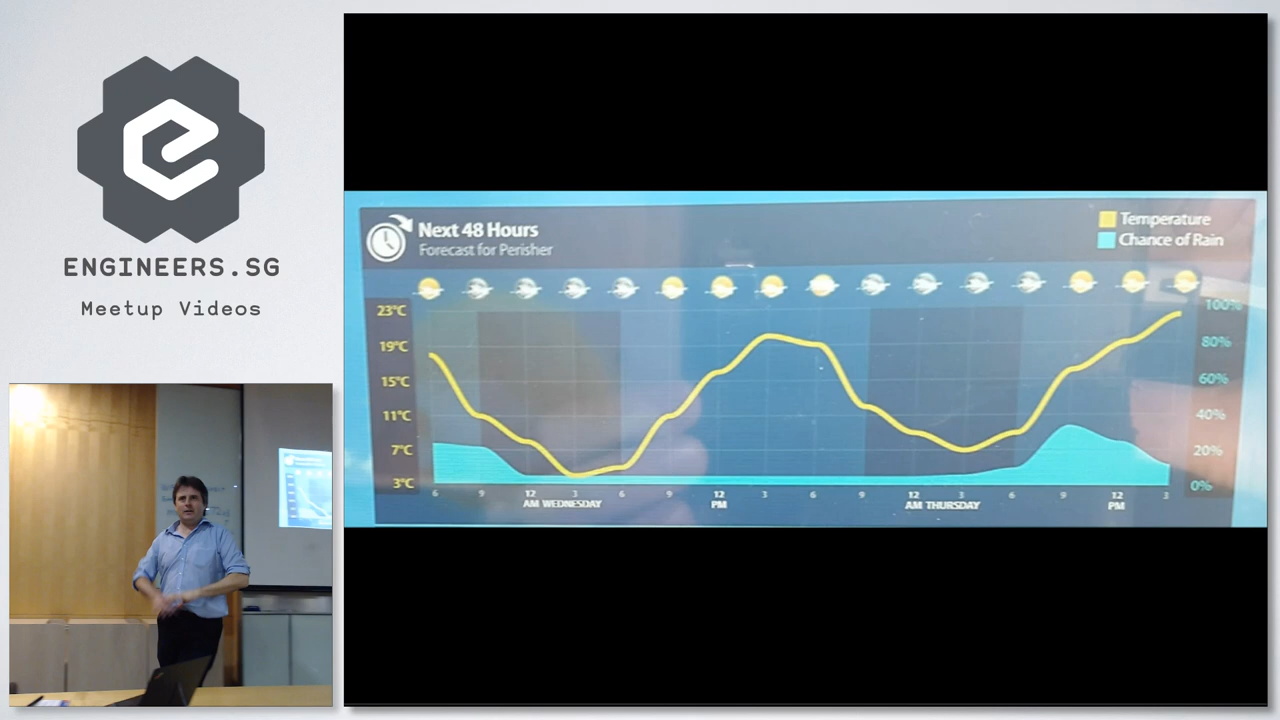 ENGINEERS.SG
Meetup Videos
Next 48 Hours
Forecast for Perisher
Temperature
Chance of Rain
23°C
19°C
15°C
11°C
7°C
3°C
100%
80%
60%
40%
20%
0%
6 9 12 3 6 9 12 3 6 9 12 3 6 9 12 3
AM WEDNESDAY PM AM THURSDAY PM